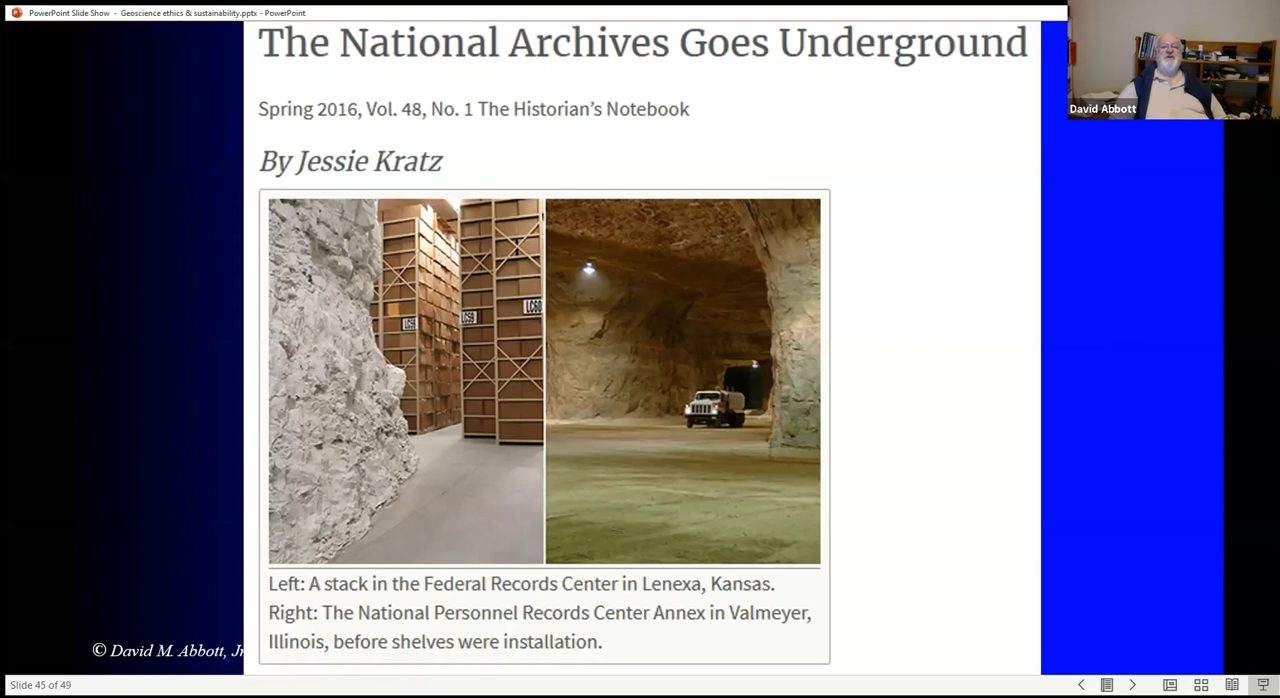 PowerPoint Slide Show - Geoscience ethics & sustainability.pptx - PowerPoint
The National Archives Goes Underground
David Abbott
Spring 2016, Vol. 48, No. 1 The Historian's Notebook
By Jessie Kratz
LC60
LC59
LC59
Left: A stack in the Federal Records Center in Lenexa, Kansas.
Right: The National Personnel Records Center Annex in Valmeyer,
Illinois, before shelves were installation.
© David M. Abbott, Jr
Slide 45 of 49